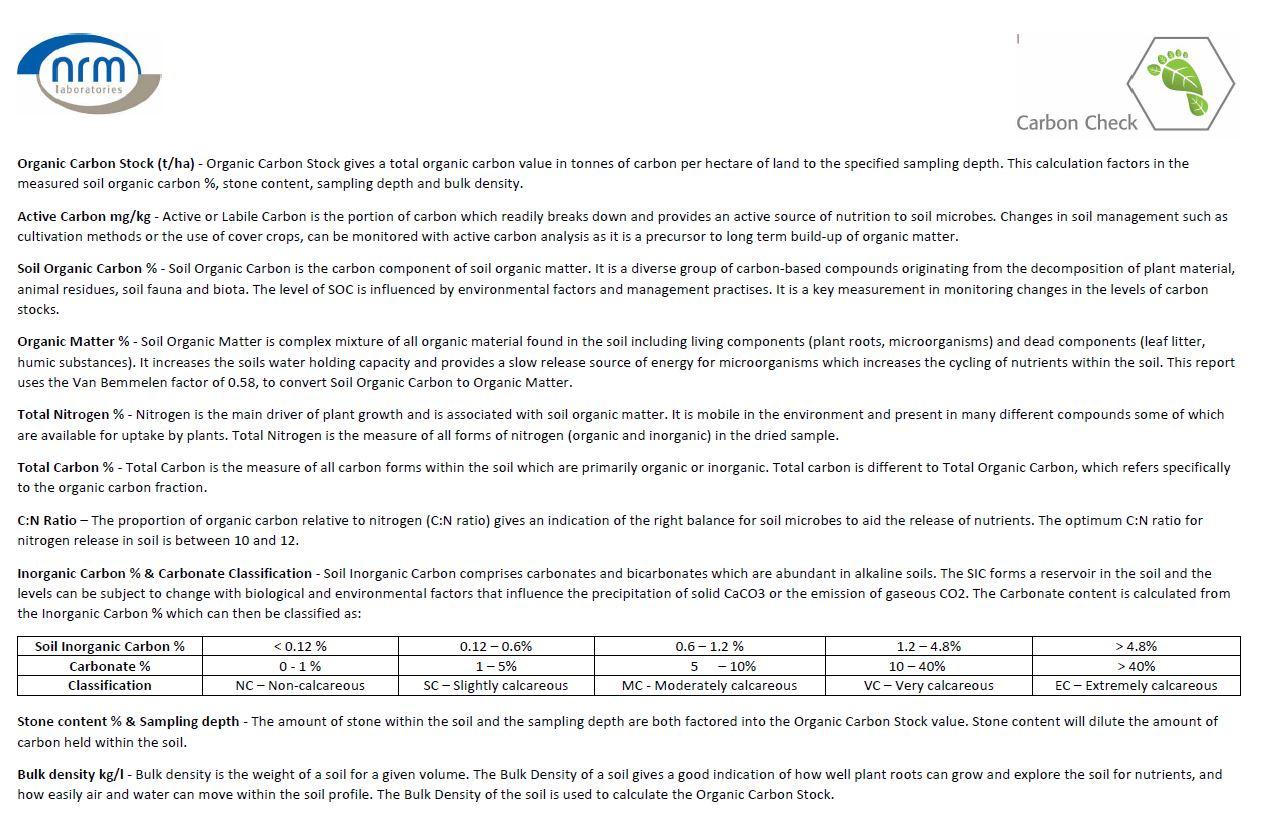 nrm
laboratories
Carbon Check
Organic Carbon Stock (t/ha) - Organic Carbon Stock gives a total organic carbon value in tonnes of carbon per hectare of land to the specified sampling depth. This calculation factors in the
measured soil organic carbon %, stone content, sampling depth and bulk density.
Active Carbon mg/kg - Active or Labile Carbon is the portion of carbon which readily breaks down and provides an active source of nutrition to soil microbes. Changes in soil management such as
cultivation methods or the use of cover crops, can be monitored with active carbon analysis as it is a precursor to long term build-up of organic matter.
Soil Organic Carbon % - Soil Organic Carbon is the carbon component of soil organic matter. It is a diverse group of carbon-based compounds originating from the decomposition of plant material,
animal residues, soil fauna and biota. The level of SOC is influenced by environmental factors and management practises. It is a key measurement in monitoring changes in the levels of carbon
stocks.
Organic Matter % - Soil Organic Matter is complex mixture of all organic material found in the soil including living components (plant roots, microorganisms) and dead components (leaf litter,
humic substances). It increases the soils water holding capacity and provides a slow release source of energy for microorganisms which increases the cycling of nutrients within the soil. This report
uses the Van Bemmelen factor of 0.58, to convert Soil Organic Carbon to Organic Matter.
Total Nitrogen % - Nitrogen is the main driver of plant growth and is associated with soil organic matter. It is mobile in the environment and present in many different compounds some of which
are available for uptake by plants. Total Nitrogen is the measure of all forms of nitrogen (organic and inorganic) in the dried sample.
Total Carbon % - Total Carbon is the measure of all carbon forms within the soil which are primarily organic or inorganic. Total carbon is different to Total Organic Carbon, which refers specifically
to the organic carbon fraction.
C:N Ratio – The proportion of organic carbon relative to nitrogen (C:N ratio) gives an indication of the right balance for soil microbes to aid the release of nutrients. The optimum C:N ratio for
nitrogen release in soil is between 10 and 12.
Inorganic Carbon % & Carbonate Classification - Soil Inorganic Carbon comprises carbonates and bicarbonates which are abundant in alkaline soils. The SIC forms a reservoir in the soil and the
levels can be subject to change with biological and environmental factors that influence the precipitation of solid CaCO3 or the emission of gaseous CO2. The Carbonate content is calculated from
the Inorganic Carbon % which can then be classified as:
Soil Inorganic Carbon % < 0.12 % 0.12 – 0.6% 0.6 – 1.2 % 1.2 – 4.8% > 4.8%
Carbonate % 0 - 1 % 1 – 5% 5 – 10% 10 – 40% > 40%
Classification NC – Non-calcareous SC – Slightly calcareous MC - Moderately calcareous VC – Very calcareous EC – Extremely calcareous
Stone content % & Sampling depth - The amount of stone within the soil and the sampling depth are both factored into the Organic Carbon Stock value. Stone content will dilute the amount of
carbon held within the soil.
Bulk density kg/l - Bulk density is the weight of a soil for a given volume. The Bulk Density of a soil gives a good indication of how well plant roots can grow and explore the soil for nutrients, and
how easily air and water can move within the soil profile. The Bulk Density of the soil is used to calculate the Organic Carbon Stock.